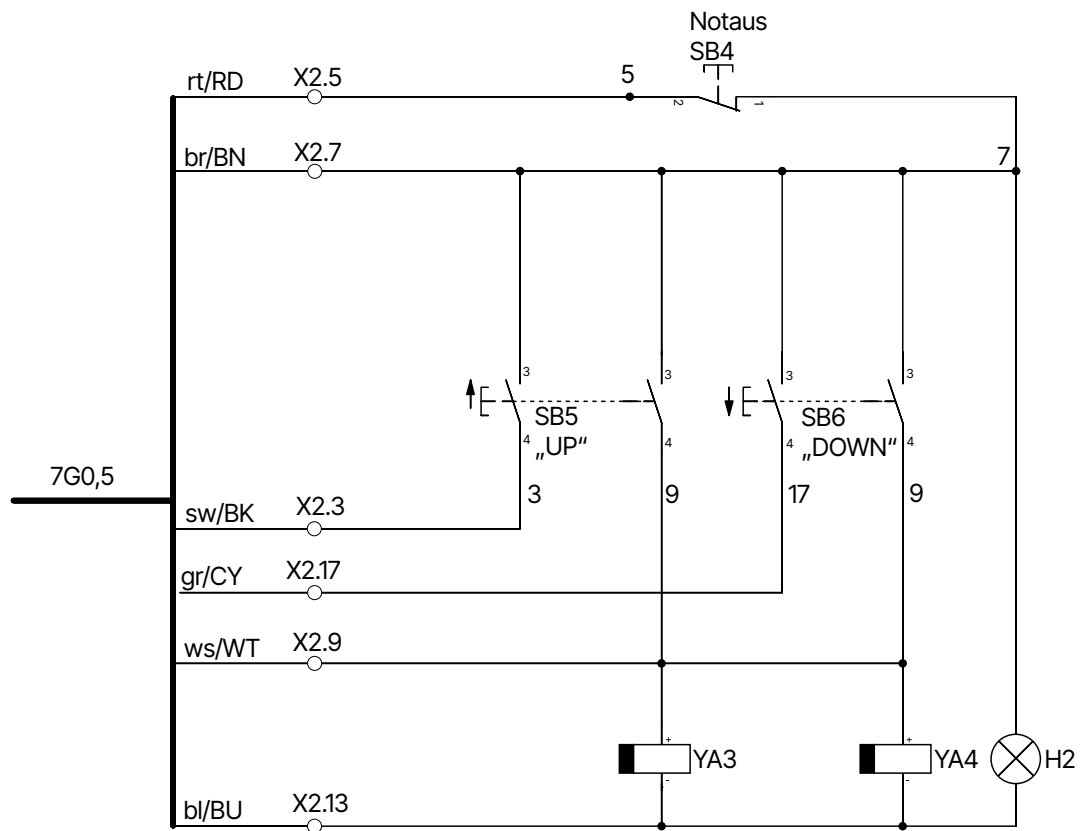 Notaus
SB4
rt/RD X2.5 5 2 1
br/BN X2.7 7
3 3 3 3
SB5 SB6
„UP“ „DOWN“
4 4 4 4
7G0,5 3 9 17 9
sw/BK X2.3
gr/CY X2.17
ws/WT X2.9
+ +
YA3 YA4 H2
- -
bl/BU X2.13